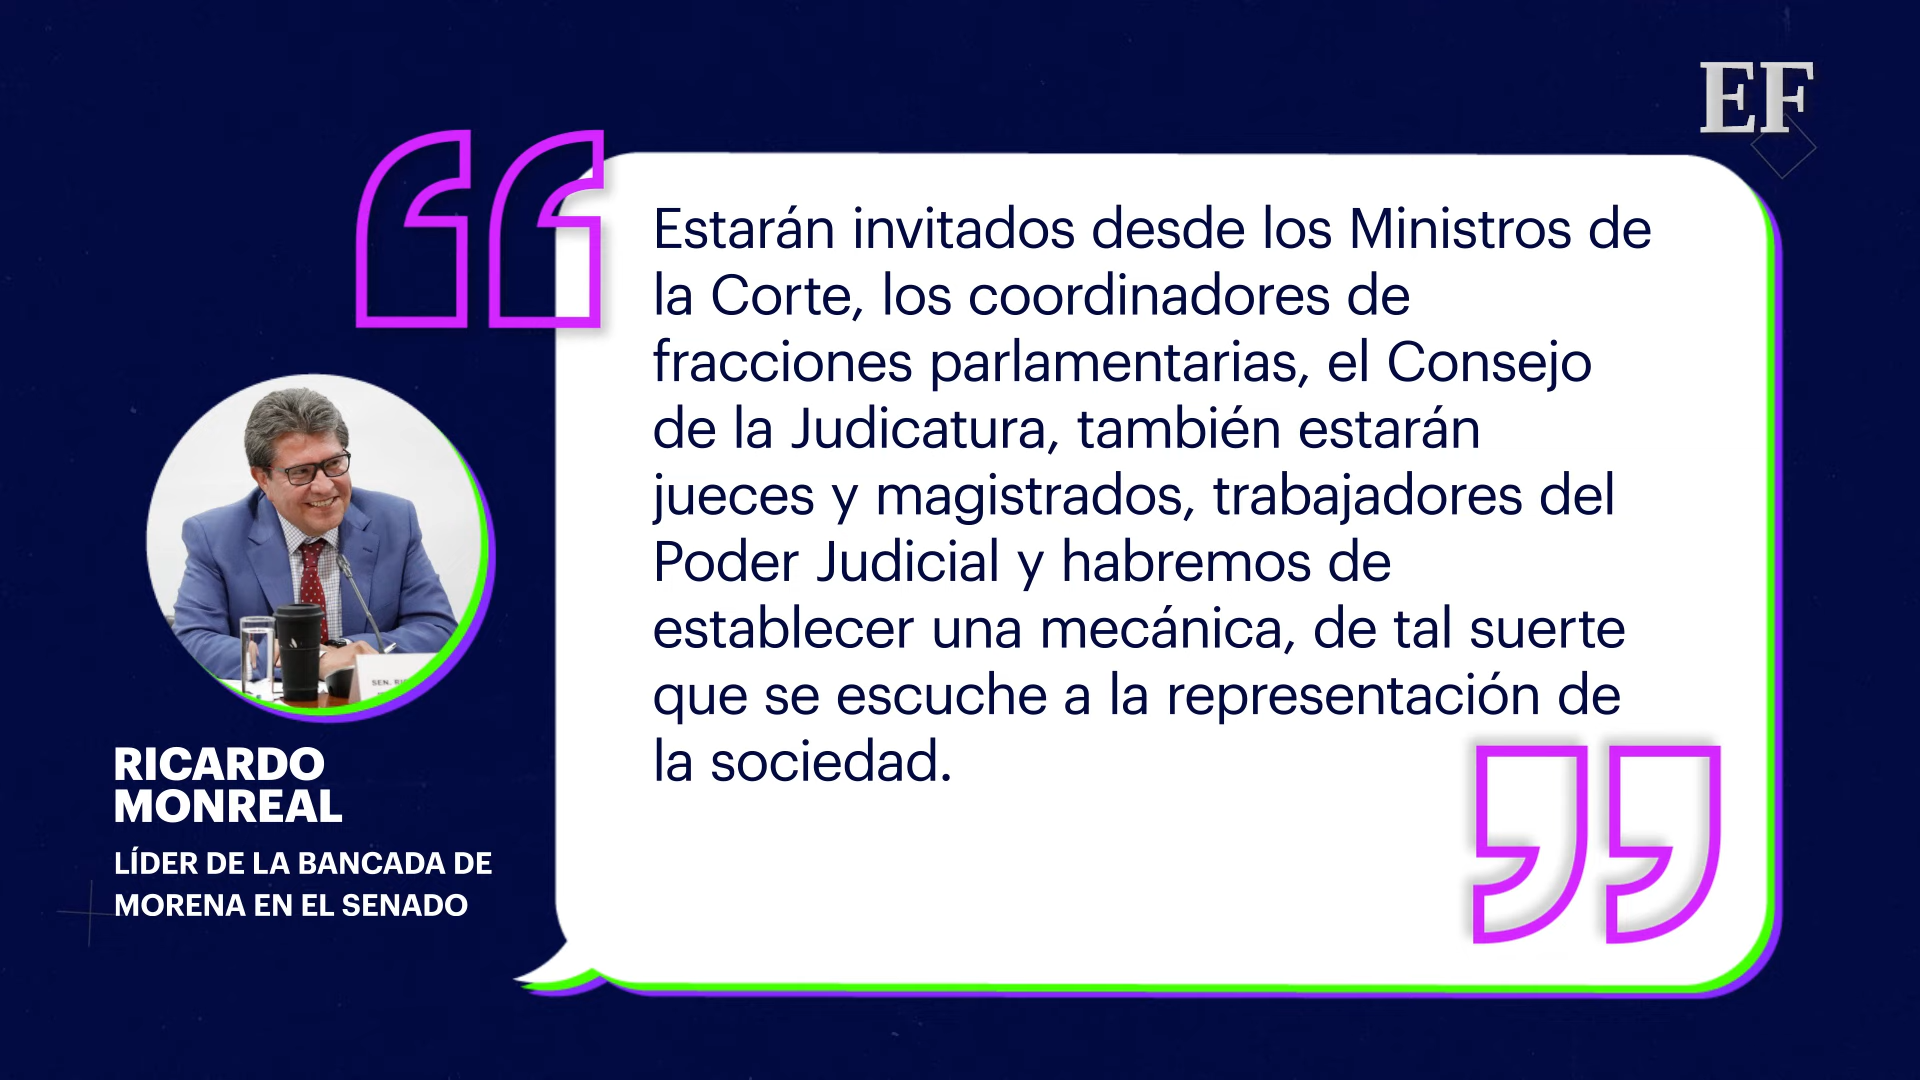 EF
Estarán invitados desde los Ministros de
la Corte, los coordinadores de
fracciones parlamentarias, el Consejo
de la Judicatura, también estarán
jueces y magistrados, trabajadores del
Poder Judicial y habremos de
establecer una mecánica, de tal suerte
que se escuche a la representación de
la sociedad.
SEN.
RICARDO
MONREAL
LÍDER DE LA BANCADA DE
MORENA EN EL SENADO